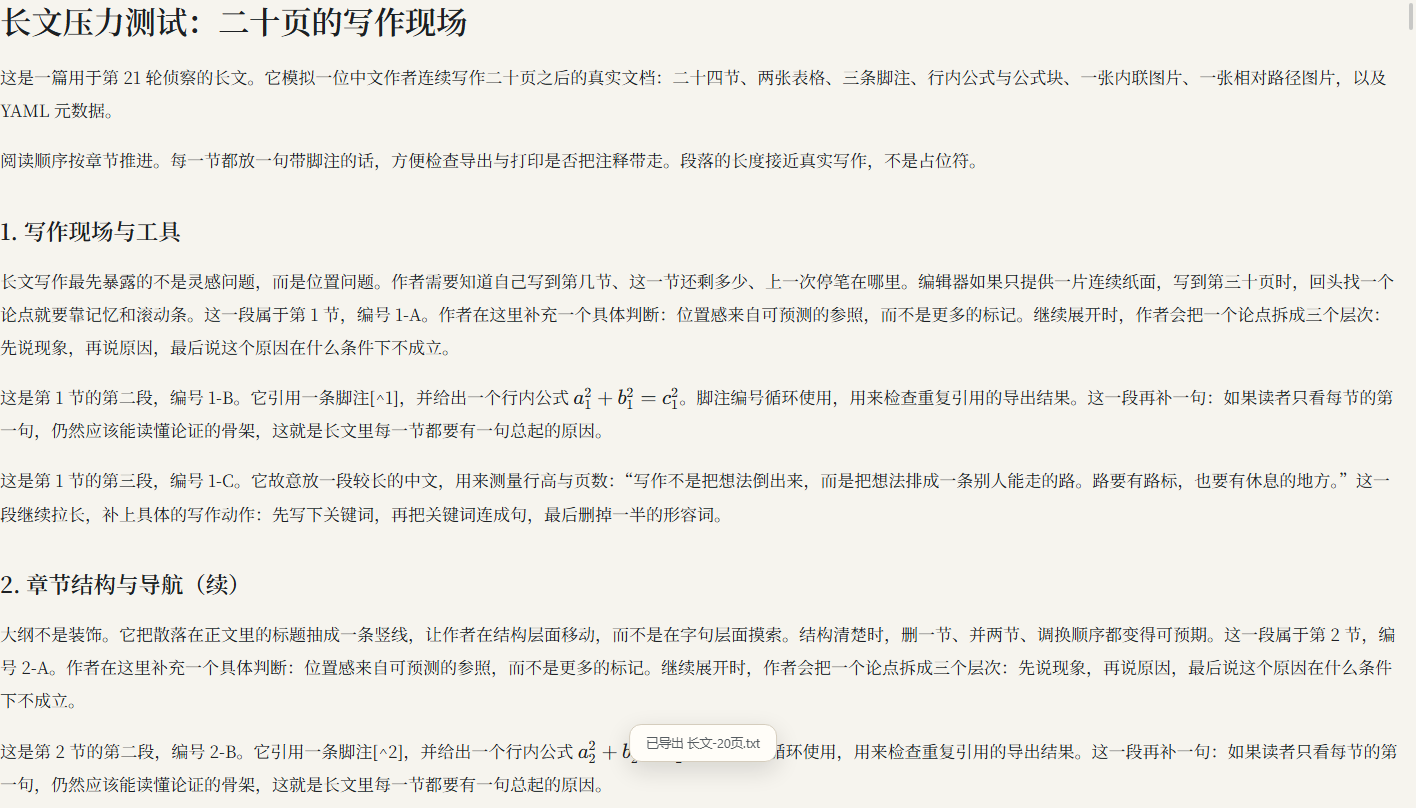 长文压力测试：二十页的写作现场
这是一篇用于第 21 轮侦察的长文。它模拟一位中文作者连续写作二十页之后的真实文档：二十四节、两张表格、三条脚注、行内公式与公式块、一张内联图片、一张相对路径图片，以及
YAML 元数据。
阅读顺序按章节推进。每一节都放一句带脚注的话，方便检查导出与打印是否把注释带走。段落的长度接近真实写作，不是占位符。
1. 写作现场与工具
长文写作最先暴露的不是灵感问题，而是位置问题。作者需要知道自己写到第几节、这一节还剩多少、上一次停笔在哪里。编辑器如果只提供一片连续纸面，写到第三十页时，回头找一个
论点就要靠记忆和滚动条。这一段属于第 1 节，编号 1-A。作者在这里补充一个具体判断：位置感来自可预测的参照，而不是更多的标记。继续展开时，作者会把一个论点拆成三个层次：
先说现象，再说原因，最后说这个原因在什么条件下不成立。
这是第 1 节的第二段，编号 1-B。它引用一条脚注[^1]，并给出一个行内公式 a₁² + b₁² = c₁²。脚注编号循环使用，用来检查重复引用的导出结果。这一段再补一句：如果读者只看每节的第
一句，仍然应该能读懂论证的骨架，这就是长文里每一节都要有一句总起的原因。
这是第 1 节的第三段，编号 1-C。它故意放一段较长的中文，用来测量行高与页数：“写作不是把想法倒出来，而是把想法排成一条别人能走的路。路要有路标，也要有休息的地方。”这一
段继续拉长，补上具体的写作动作：先写下关键词，再把关键词连成句，最后删掉一半的形容词。
2. 章节结构与导航（续）
大纲不是装饰。它把散落在正文里的标题抽成一条竖线，让作者在结构层面移动，而不是在字句层面摸索。结构清楚时，删一节、并两节、调换顺序都变得可预期。这一段属于第 2 节，编
号 2-A。作者在这里补充一个具体判断：位置感来自可预测的参照，而不是更多的标记。继续展开时，作者会把一个论点拆成三个层次：先说现象，再说原因，最后说这个原因在什么条件
下不成立。
这是第 2 节的第二段，编号 2-B。它引用一条脚注[^2]，并给出一个行内公式 a₂² + b 循环使用，用来检查重复引用的导出结果。这一段再补一句：如果读者只看每节的第
已导出 长文-20页.txt
一句，仍然应该能读懂论证的骨架，这就是长文里每一节都要有一句总起的原因。